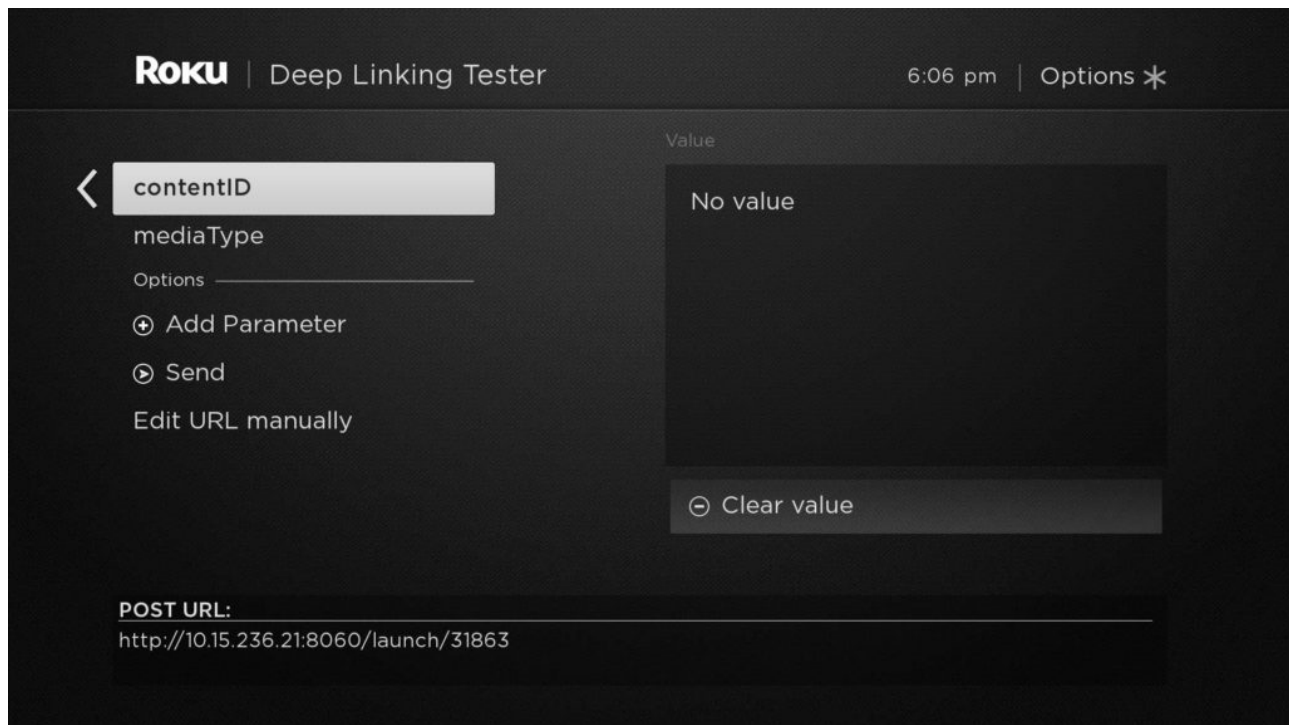 Roku | Deep Linking Tester
6:06 pm | Options *
contentID
mediaType
Options
Add Parameter
Send
Edit URL manually
Value
No value
Clear value
POST URL:
http://10.15.236.21:8060/launch/31863